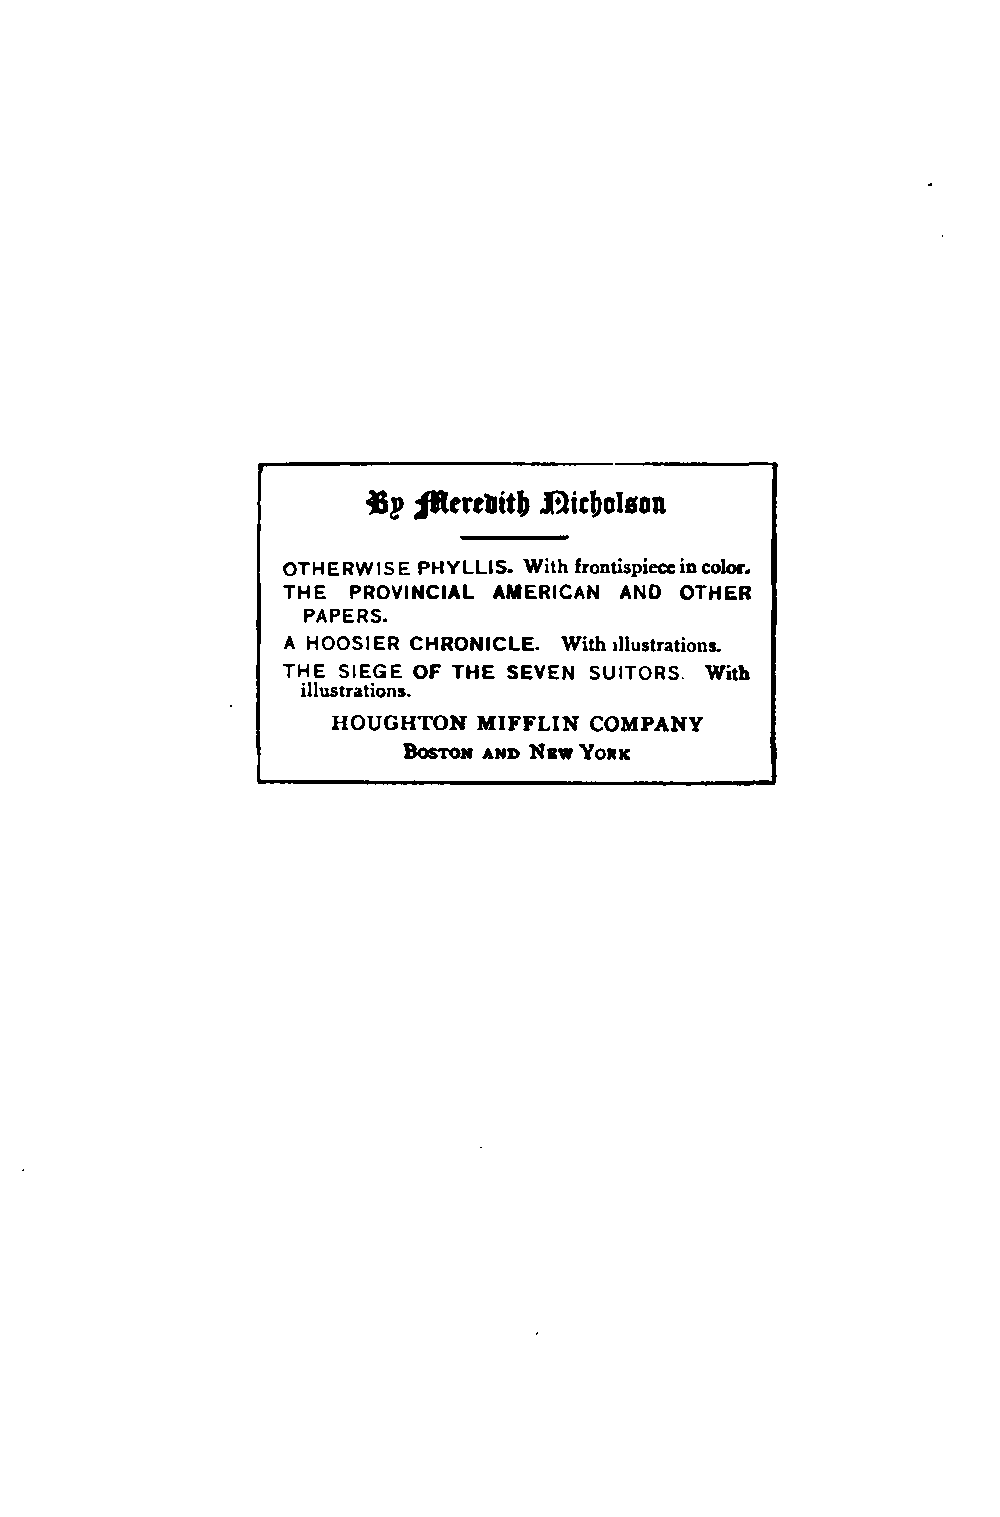 By Meredith Nicholson
OTHERWISE PHYLLIS. With frontispiece in color.
THE PROVINCIAL AMERICAN AND OTHER
PAPERS.
A HOOSIER CHRONICLE. With illustrations.
THE SIEGE OF THE SEVEN SUITORS. With
illustrations.
HOUGHTON MIFFLIN COMPANY
BOSTON AND NEW YORK